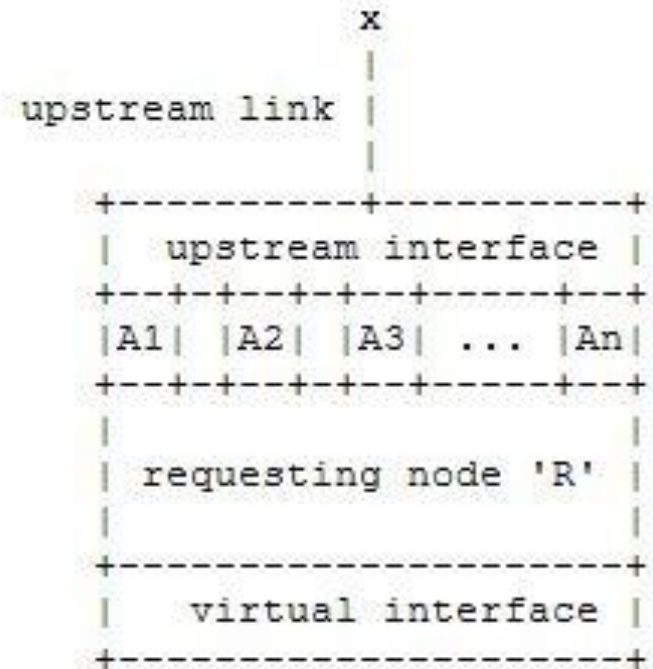 x
|
upstream link |
|
+----------+----------+
| upstream interface |
+--+-+--+-+--+-----+--+
|A1| |A2| |A3| ... |An|
+--+-+--+-+--+-----+--+
| |
| requesting node 'R' |
| |
+---------------------+
| virtual interface |
+---------------------+